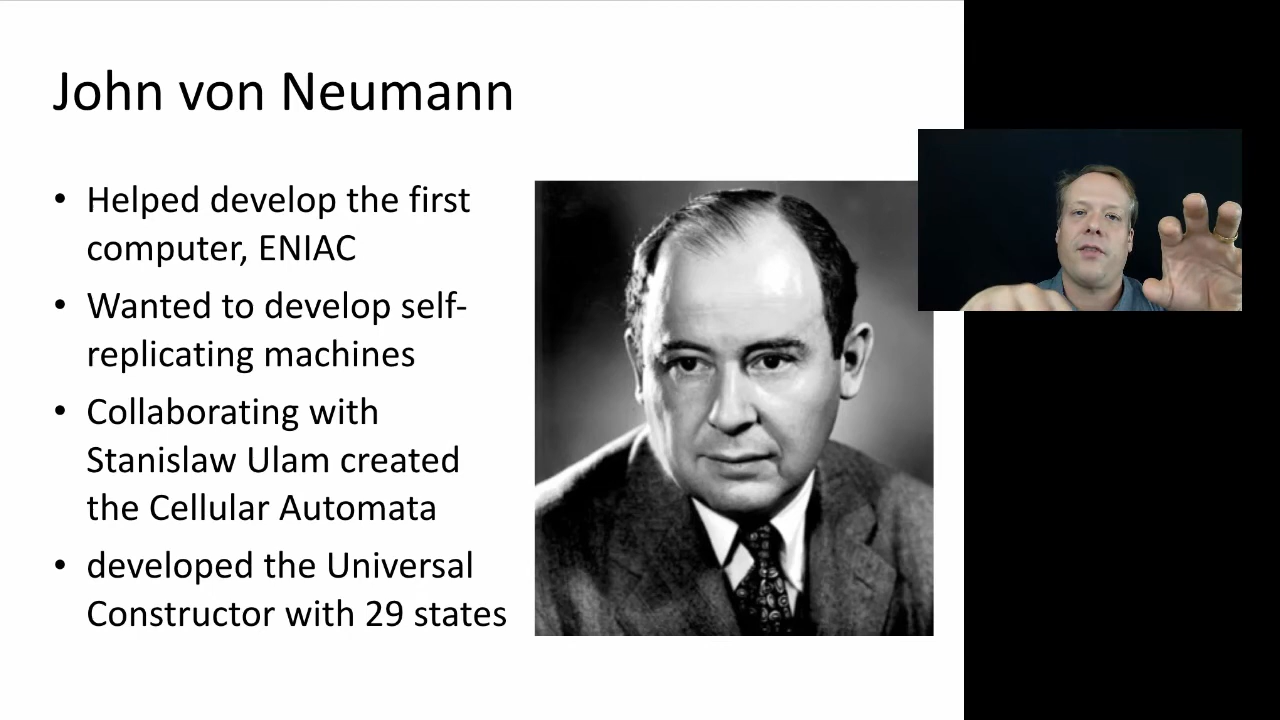 John von Neumann
• Helped develop the first
computer, ENIAC
• Wanted to develop self-
replicating machines
• Collaborating with
Stanislaw Ulam created
the Cellular Automata
• developed the Universal
Constructor with 29 states